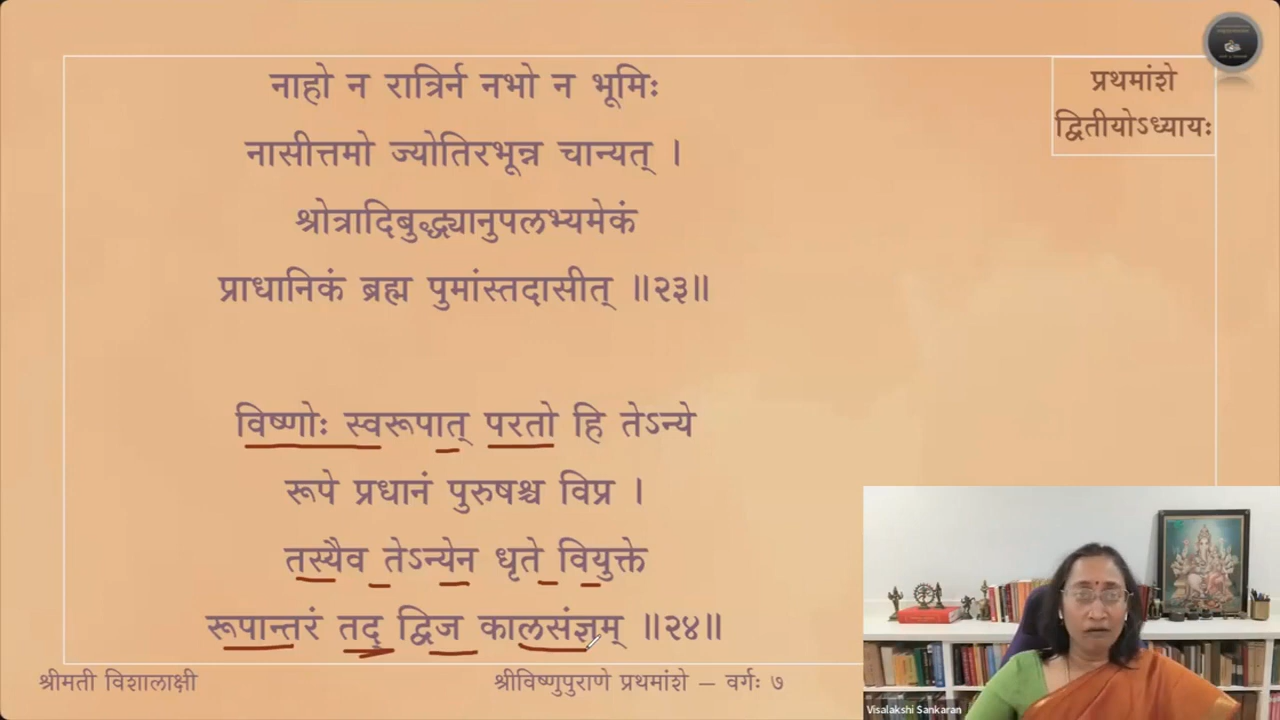 नाहो न रात्रिर्न नभो न भूमिः
नासीत्तमो ज्योतिरभून्न चान्यत् ।
श्रोत्रादिबुद्ध्यानुपलभ्यमेकं
प्राधानिकं ब्रह्म पुमांस्तदासीत् ॥२३॥
विष्णोः स्वरूपात् परतो हि तेऽन्ये
रूपे प्रधानं पुरुषश्च विप्र ।
तस्यैव तेऽन्येन धृते वियुक्ते
रूपान्तरं तद् द्विज कालसंज्ञम् ॥२४॥
प्रथमांशे
द्वितीयोऽध्यायः
श्रीमती विशालाक्षी
श्रीविष्णुपुराणे प्रथमांशे – वर्गः ७
Visalakshi Sankaran